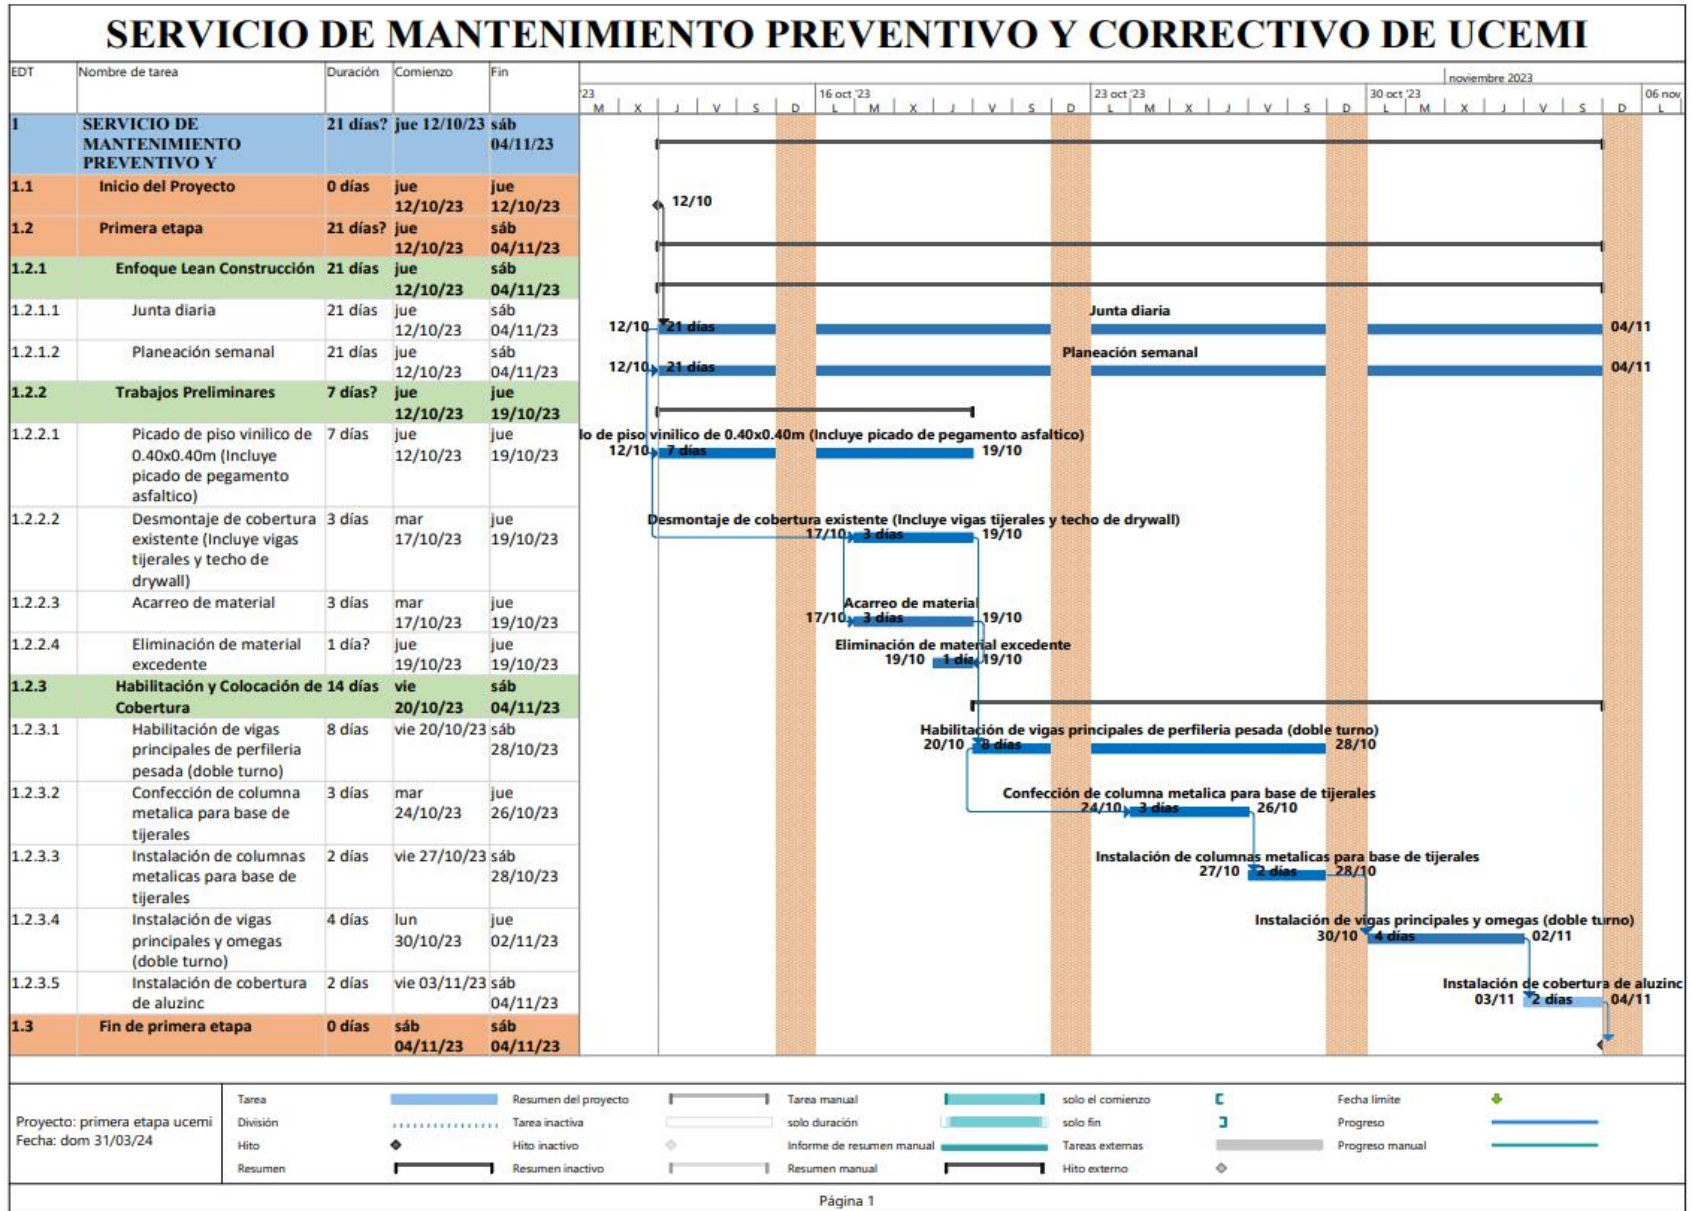 SERVICIO DE MANTENIMIENTO PREVENTIVO Y CORRECTIVO DE UCEMI
EDT Nombre de tarea Duración Comienzo Fin
noviembre 2023
'23 16 oct '23 23 oct '23 30 oct '23 06 nov
M X J V S D L M X J V S D L M X J V S D L M X J V S D L
1 SERVICIO DE 21 días? jue 12/10/23 sáb
MANTENIMIENTO 04/11/23
PREVENTIVO Y
1.1 Inicio del Proyecto 0 días jue jue
12/10/23 12/10/23
12/10
1.2 Primera etapa 21 días? jue sáb
12/10/23 04/11/23
1.2.1 Enfoque Lean Construcción 21 días jue sáb
12/10/23 04/11/23
1.2.1.1 Junta diaria 21 días jue sáb
12/10/23 04/11/23
Junta diaria
12/10 21 días 04/11
1.2.1.2 Planeación semanal 21 días jue sáb
12/10/23 04/11/23
Planeación semanal
12/10 21 días 04/11
1.2.2 Trabajos Preliminares 7 días? jue jue
12/10/23 19/10/23
1.2.2.1 Picado de piso vinilico de 7 días jue jue
0.40x0.40m (Incluye 12/10/23 19/10/23
picado de pegamento
asfaltico)
lo de piso vinilico de 0.40x0.40m (Incluye picado de pegamento asfaltico)
12/10 7 días 19/10
1.2.2.2 Desmontaje de cobertura 3 días mar jue
existente (Incluye vigas 17/10/23 19/10/23
tijerales y techo de
drywall)
Desmontaje de cobertura existente (Incluye vigas tijerales y techo de drywall)
17/10 3 días 19/10
1.2.2.3 Acarreo de material 3 días mar jue
17/10/23 19/10/23
Acarreo de material
17/10 3 días 19/10
1.2.2.4 Eliminación de material 1 día? jue jue
excedente 19/10/23 19/10/23
Eliminación de material excedente
19/10 1 día 19/10
1.2.3 Habilitación y Colocación de 14 días vie sáb
Cobertura 20/10/23 04/11/23
1.2.3.1 Habilitación de vigas 8 días vie 20/10/23 sáb
principales de perfileria 28/10/23
pesada (doble turno)
Habilitación de vigas principales de perfileria pesada (doble turno)
20/10 8 días 28/10
1.2.3.2 Confección de columna 3 días mar jue
metalica para base de 24/10/23 26/10/23
tijerales
Confección de columna metalica para base de tijerales
24/10 3 días 26/10
1.2.3.3 Instalación de columnas 2 días vie 27/10/23 sáb
metalicas para base de 28/10/23
tijerales
Instalación de columnas metalicas para base de tijerales
27/10 2 días 28/10
1.2.3.4 Instalación de vigas 4 días lun jue
principales y omegas 30/10/23 02/11/23
(doble turno)
Instalación de vigas principales y omegas (doble turno)
30/10 4 días 02/11
1.2.3.5 Instalación de cobertura 2 días vie 03/11/23 sáb
de aluzinc 04/11/23
Instalación de cobertura de aluzinc
03/11 2 días 04/11
1.3 Fin de primera etapa 0 días sáb sáb
04/11/23 04/11/23
Proyecto: primera etapa ucemi
Fecha: dom 31/03/24
Tarea Resumen del proyecto Tarea manual solo el comienzo Fecha límite
División Tarea inactiva solo duración solo fin Progreso
Hito Hito inactivo Informe de resumen manual Tareas externas Progreso manual
Resumen Resumen inactivo Resumen manual Hito externo
Página 1